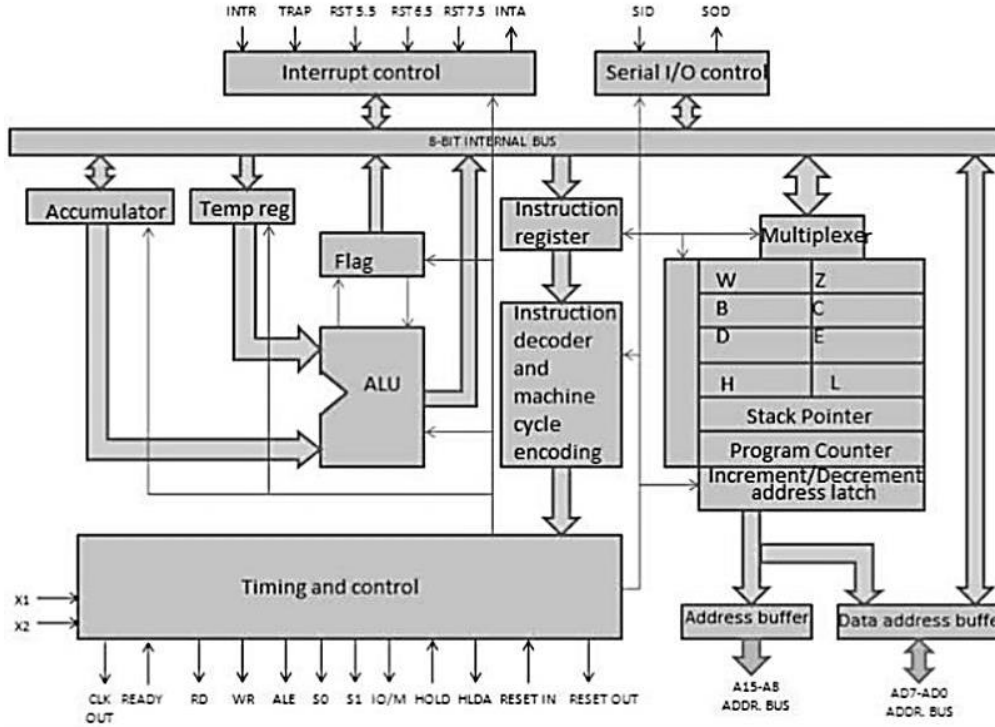 INTR TRAP RST 5.5 RST 6.5 RST 7.5 INTA SID SOD
Interrupt control
Serial I/O control
8-BIT INTERNAL BUS
Accumulator
Temp reg
Flag
ALU
Instruction
register
Instruction
decoder
and
machine
cycle
encoding
Multiplexer
W Z
B C
D E
H L
Stack Pointer
Program Counter
Increment/Decrement
address latch
Timing and control
X1
X2
Address buffer
Data address buffe
CLK
OUT
READY RD WR ALE S0 S1 IO/M HOLD HLDA RESET IN RESET OUT
A15-A8
ADDR. BUS
AD7-AD0
ADDR. BUS